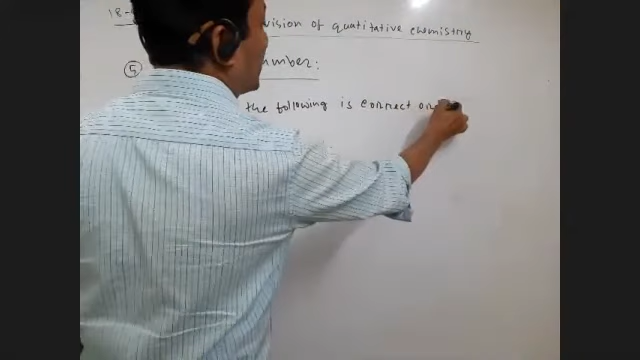 18- vision of quatitative chemistry
⑤ umber:
the following is correct or